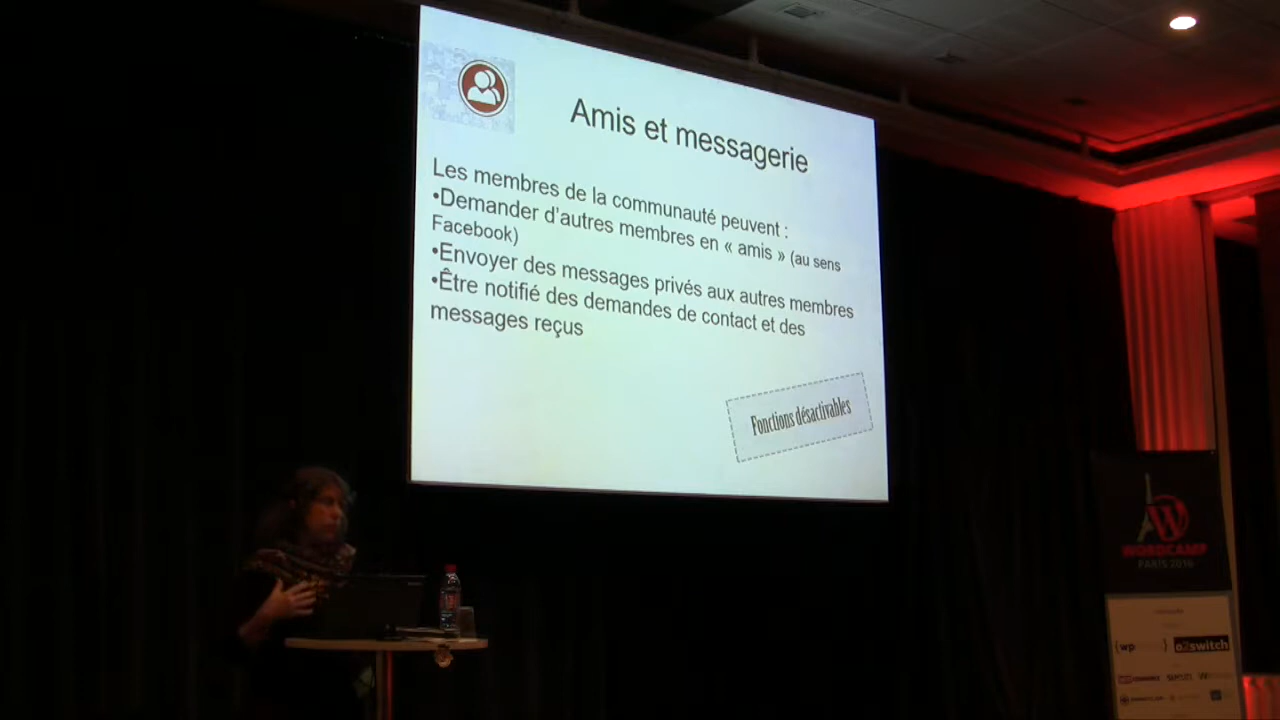 Amis et messagerie
Les membres de la communauté peuvent :
•Demander d'autres membres en « amis » (au sens
Facebook)
•Envoyer des messages privés aux autres membres
•Être notifié des demandes de contact et des
messages reçus
Fonctions désactivables
W
WORDCAMP
PARIS 2016
{wp }
o2switch